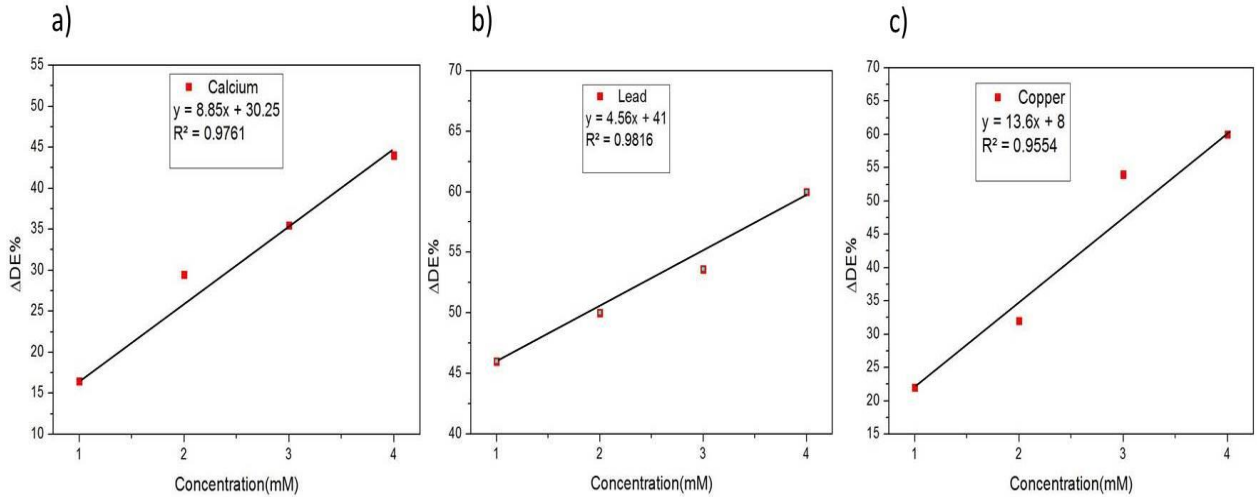 a)
55
50
45
40
35
30
25
20
15
10
ΔDE%
Calcium
y = 8.85x + 30.25
R² = 0.9761
1 2 3 4
Concentration(mM)
b)
70
65
60
55
50
45
40
ΔDE%
Lead
y = 4.56x + 41
R² = 0.9816
1 2 3 4
Concentration(mM)
c)
70
65
60
55
50
45
40
35
30
25
20
15
ΔDE%
Copper
y = 13.6x + 8
R² = 0.9554
1 2 3 4
Concentration(mM)